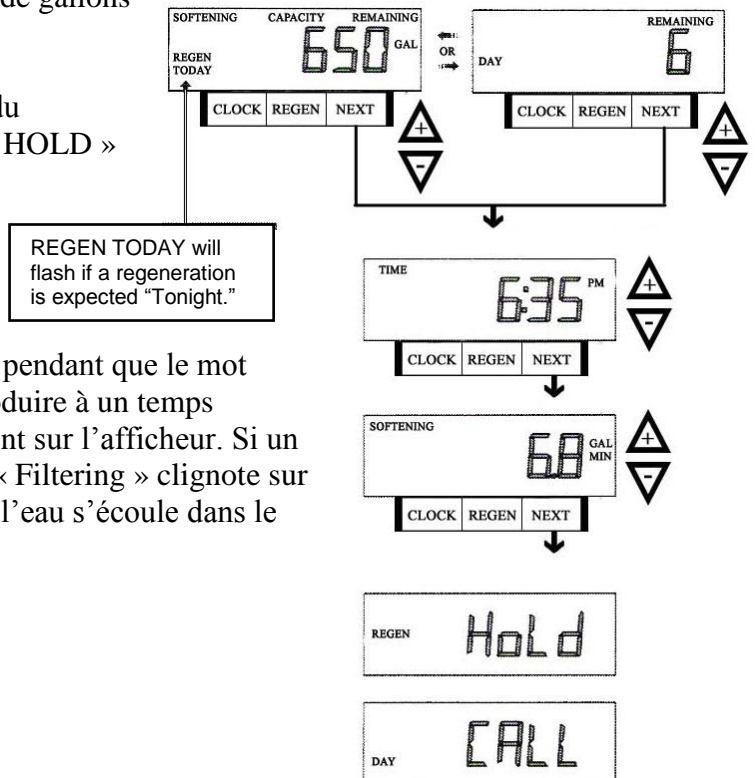 de gallons
SOFTENING CAPACITY REMAINING
650 GAL
REGEN
TODAY
CLOCK REGEN NEXT
+
-
OR
REMAINING
DAY 6
CLOCK REGEN NEXT
+
-
du
HOLD »
REGEN TODAY will
flash if a regeneration
is expected “Tonight.”
TIME
6:35 PM
+
-
CLOCK REGEN NEXT
pendant que le mot
oduire à un temps
ent sur l’afficheur. Si un
« Filtering » clignote sur
l’eau s’écoule dans le
SOFTENING
6.8 GAL
MIN
+
-
CLOCK REGEN NEXT
REGEN HoLd
DAY CALL